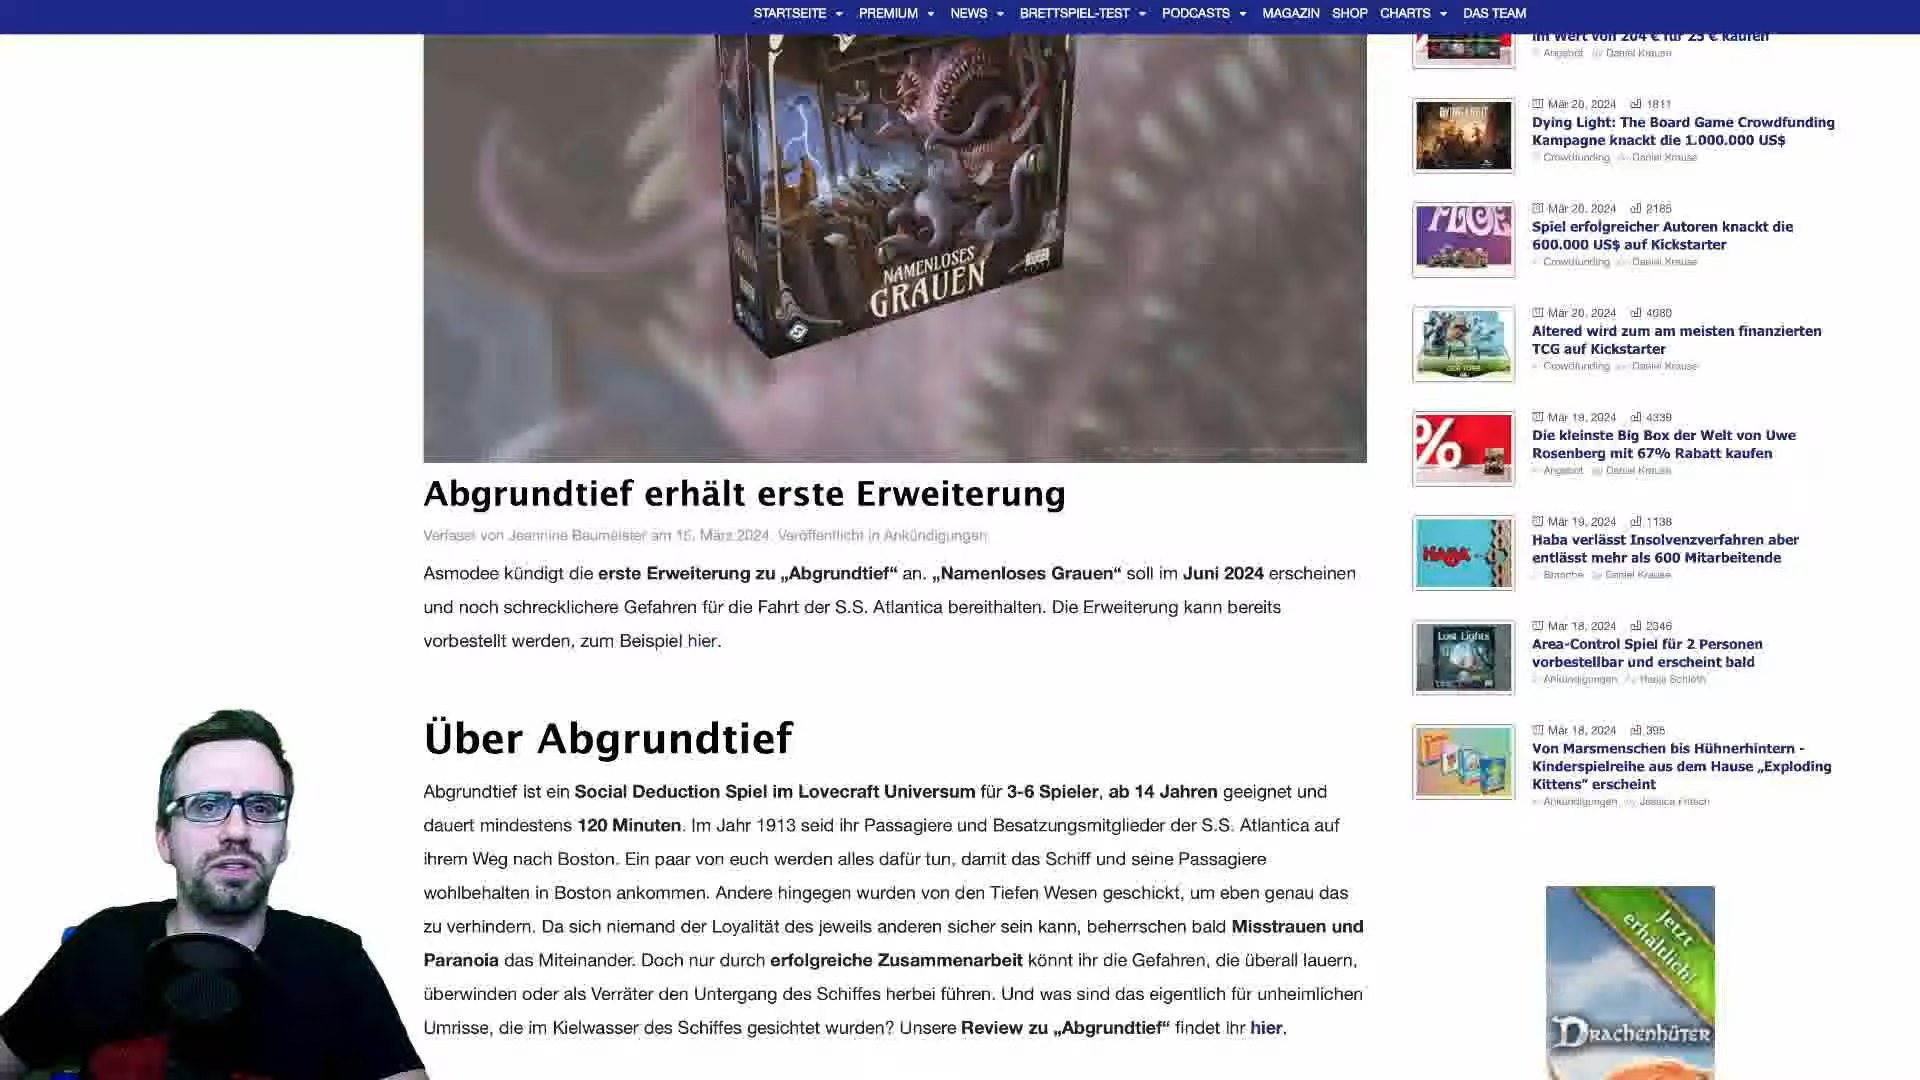 STARTSEITE PREMIUM NEWS BRETTSPIEL-TEST PODCASTS MAGAZIN SHOP CHARTS DAS TEAM
NAMENLOSES
GRAUEN
Abgrundtief erhält erste Erweiterung
Verfasst von Jeannine Baumeister am 15. März 2024. Veröffentlicht in Ankündigungen
Asmodee kündigt die erste Erweiterung zu „Abgrundtief“ an. „Namenloses Grauen“ soll im Juni 2024 erscheinen
und noch schrecklichere Gefahren für die Fahrt der S.S. Atlantica bereithalten. Die Erweiterung kann bereits
vorbestellt werden, zum Beispiel hier.
Über Abgrundtief
Abgrundtief ist ein Social Deduction Spiel im Lovecraft Universum für 3-6 Spieler, ab 14 Jahren geeignet und
dauert mindestens 120 Minuten. Im Jahr 1913 seid ihr Passagiere und Besatzungsmitglieder der S.S. Atlantica auf
ihrem Weg nach Boston. Ein paar von euch werden alles dafür tun, damit das Schiff und seine Passagiere
wohlbehalten in Boston ankommen. Andere hingegen wurden von den Tiefen Wesen geschickt, um eben genau das
zu verhindern. Da sich niemand der Loyalität des jeweils anderen sicher sein kann, beherrschen bald Misstrauen und
Paranoia das Miteinander. Doch nur durch erfolgreiche Zusammenarbeit könnt ihr die Gefahren, die überall lauern,
überwinden oder als Verräter den Untergang des Schiffes herbei führen. Und was sind das eigentlich für unheimlichen
Umrisse, die im Kielwasser des Schiffes gesichtet wurden? Unsere Review zu „Abgrundtief“ findet ihr hier.
im Wert von 204 € für 25 € kaufen
Angebot by Daniel Krause
Mär 20, 2024 1811
Dying Light: The Board Game Crowdfunding
Kampagne knackt die 1.000.000 US$
Crowdfunding by Daniel Krause
Mär 20, 2024 2185
Spiel erfolgreicher Autoren knackt die
600.000 US$ auf Kickstarter
Crowdfunding by Daniel Krause
Mär 20, 2024 4080
Altered wird zum am meisten finanzierten
TCG auf Kickstarter
Crowdfunding by Daniel Krause
%
Mär 19, 2024 4339
Die kleinste Big Box der Welt von Uwe
Rosenberg mit 67% Rabatt kaufen
Angebot by Daniel Krause
HABA
Mär 19, 2024 1138
Haba verlässt Insolvenzverfahren aber
entlässt mehr als 600 Mitarbeitende
Branche by Daniel Krause
Lost Lights
Mär 18, 2024 2346
Area-Control Spiel für 2 Personen
vorbestellbar und erscheint bald
Ankündigungen
Mär 18, 2024 395
Von Marsmenschen bis Hühnerhintern -
Kinderspielreihe aus dem Hause „Exploding
Kittens“ erscheint
Ankündigungen by Jessica Fritsch
Jetzt
erhältlich!
DRACHENHÜTER